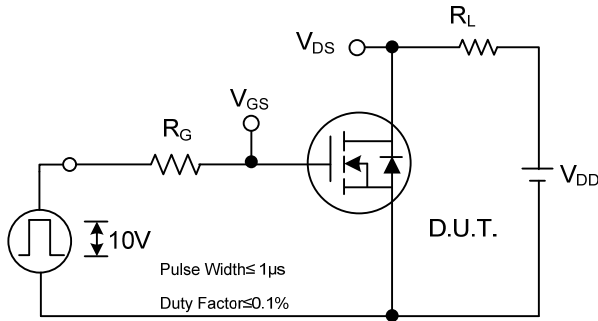 R_L
V_DS
V_GS
R_G
V_DD
D.U.T.
10V
Pulse Width≤ 1μs
Duty Factor≤0.1%